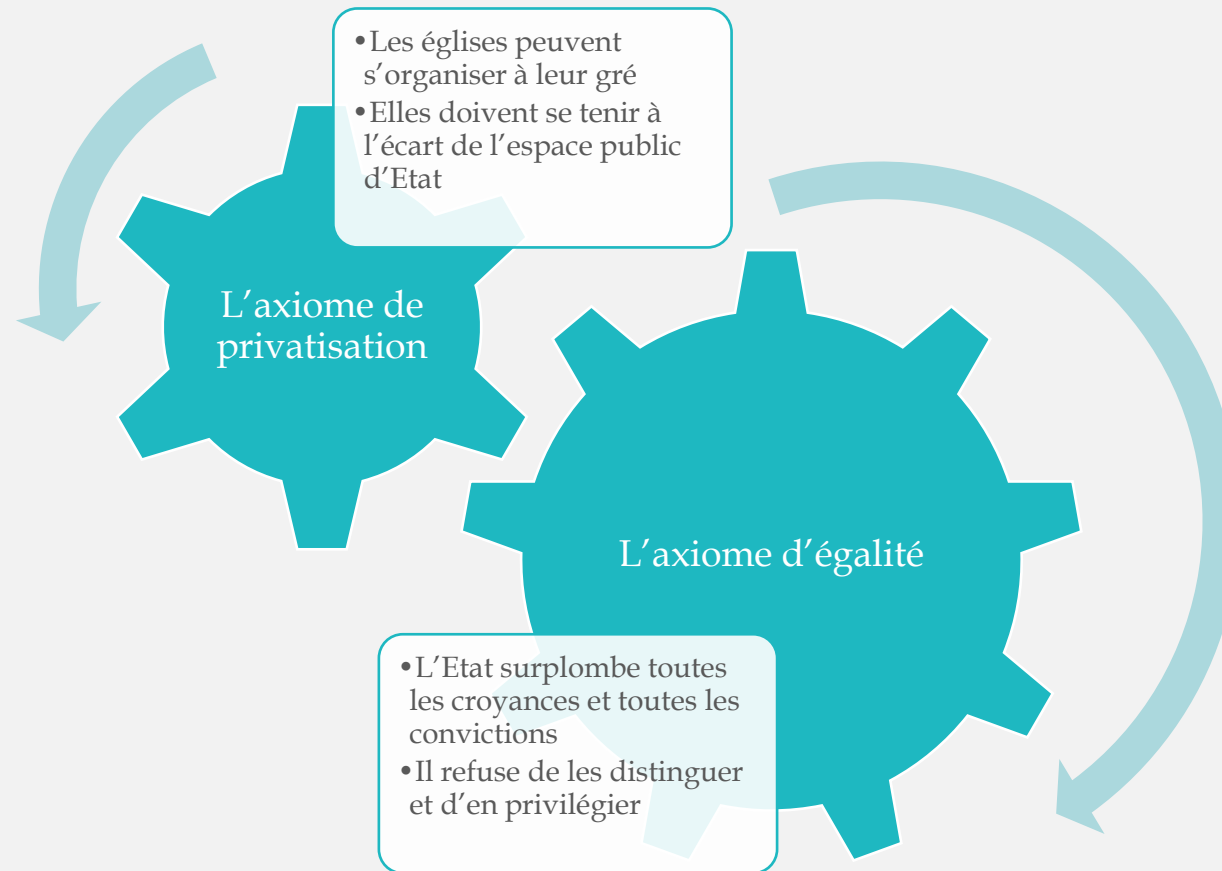 •Les églises peuvent
s’organiser à leur gré
•Elles doivent se tenir à
l’écart de l’espace public
d’Etat
L’axiome de
privatisation
L’axiome d’égalité
•L’Etat surplombe toutes
les croyances et toutes les
convictions
•Il refuse de les distinguer
et d’en privilégier